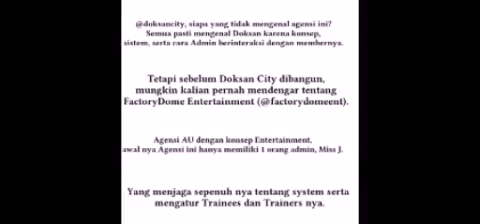 @doksancity, siapa yang tidak mengenal agensi ini?
Semua pasti mengenal Doksan karena konsep,
sistem, serta cara Admin berinteraksi dengan membernya.
Tetapi sebelum Doksan City dibangun,
mungkin kalian pernah mendengar tentang
FactoryDome Entertainment (@factorydomeent).
Agensi AU dengan konsep Entertainment,
awal nya Agensi ini hanya memiliki 1 orang admin, Miss J.
Yang menjaga sepenuh nya tentang system serta
mengatur Trainees dan Trainers nya.